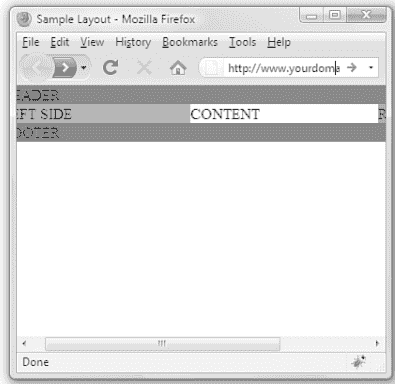 Sample Layout - Mozilla Firefox
File Edit View History Bookmarks Tools Help
http://www.yourdoma
EADER
EFT SIDE CONTENT R
OOTER
Done